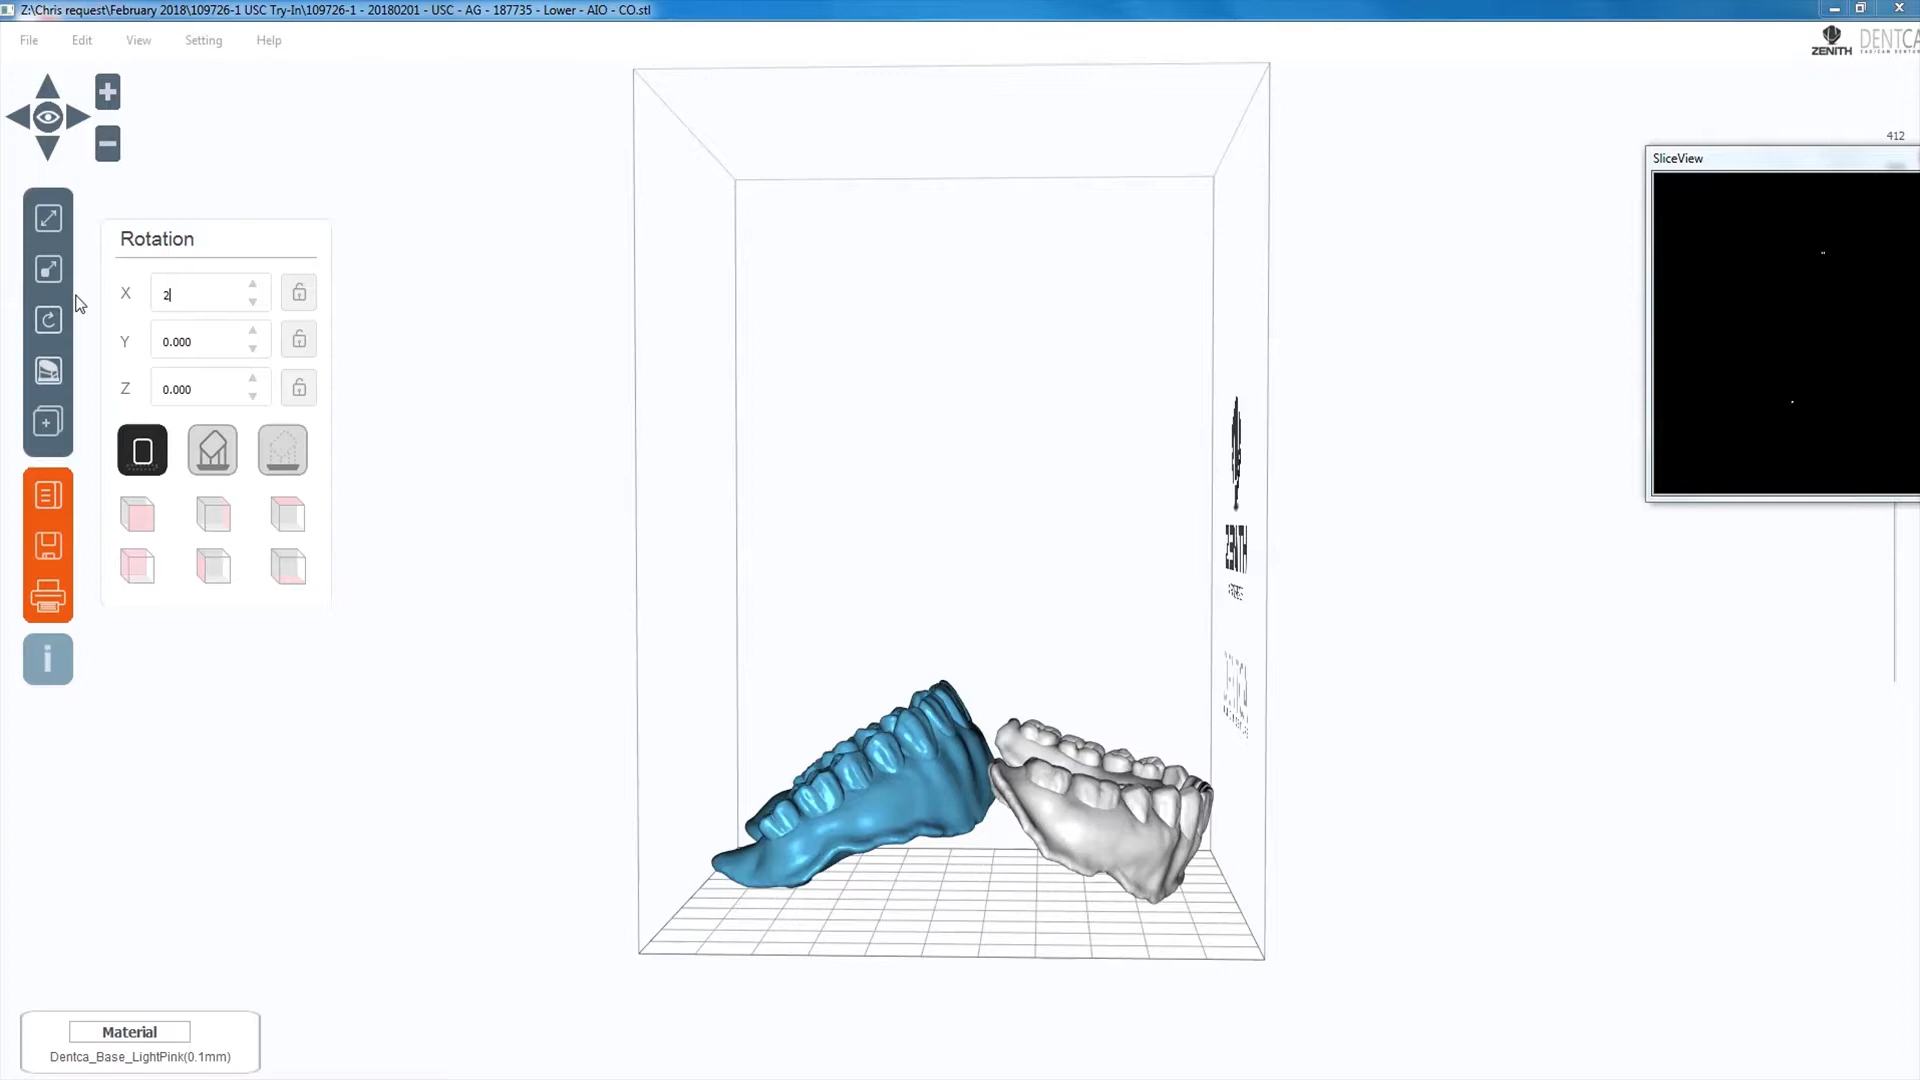 Z:\Chris request\February 2018\109726-1 USC Try-In\109726-1 - 20180201 - USC - AG - 187735 - Lower - AIO - CO.stl
File Edit View Setting Help
ZENITH
412
SliceView
Rotation
X 2
Y 0.000
Z 0.000
ZENITH
Material
Dentca_Base_LightPink(0.1mm)